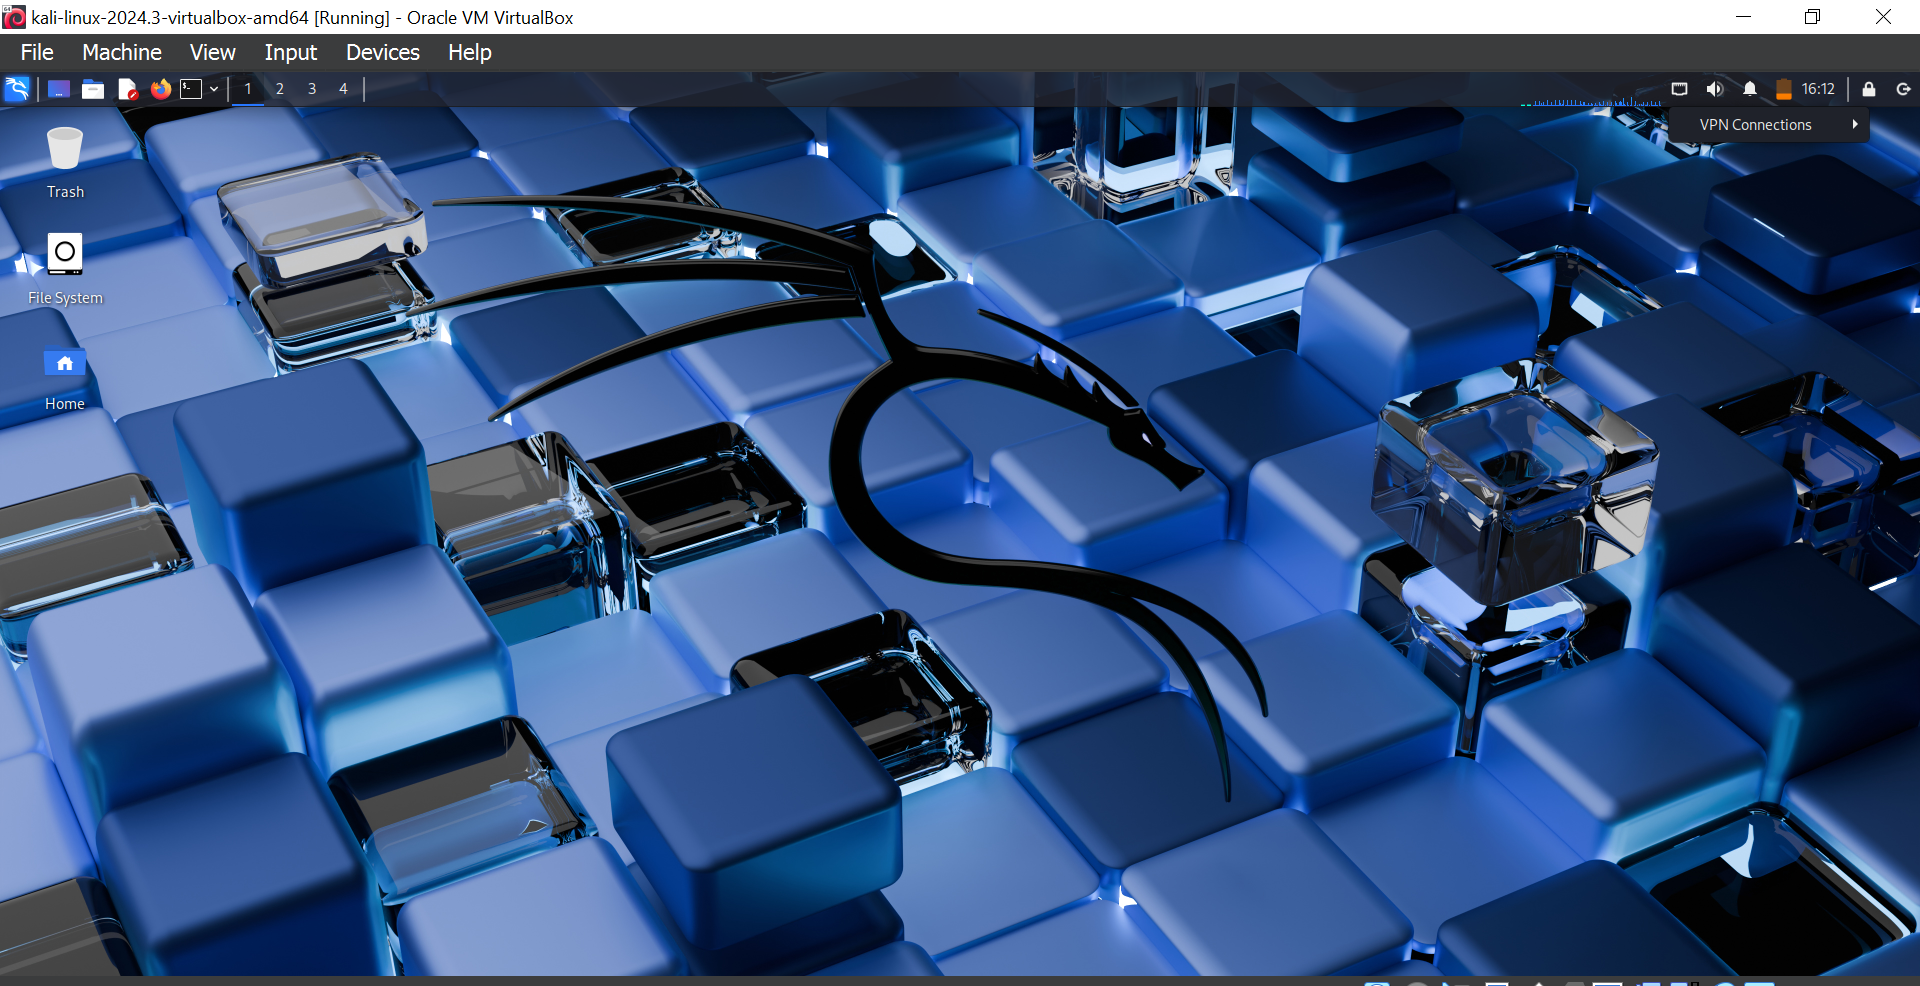 kali-linux-2024.3-virtualbox-amd64 [Running] - Oracle VM VirtualBox
File Machine View Input Devices Help
1 2 3 4 16:12
VPN Connections
Trash
File System
Home